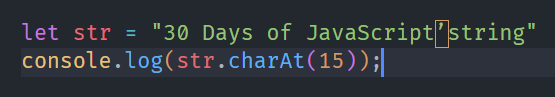 let str = "30 Days of JavaScript’string"
console.log(str.charAt(15));